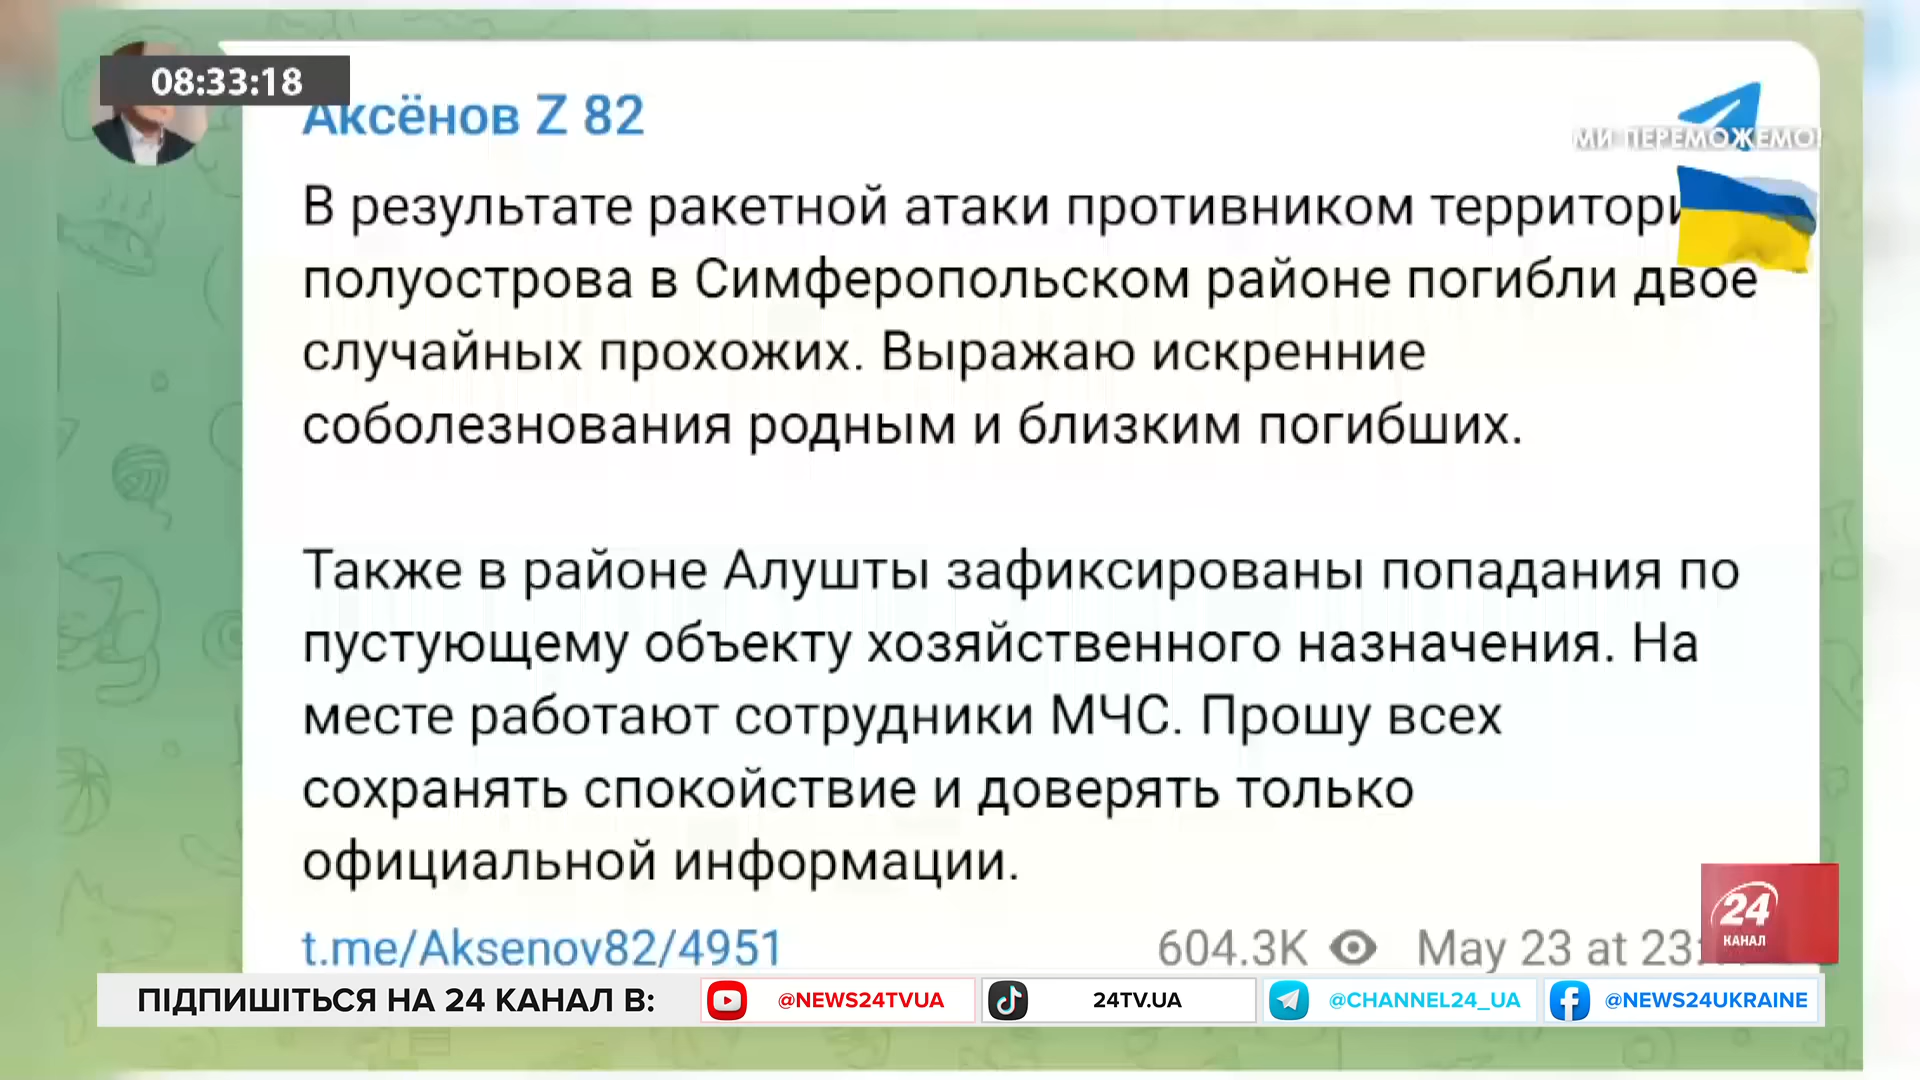 08:33:18
Аксёнов Z 82
МИ ПЕРЕМОЖЕМО!
В результате ракетной атаки противником
полуострова в Симферопольском районе погибли двое
случайных прохожих. Выражаю искренние
соболезнования родным и близким погибших.
Также в районе Алушты зафиксированы попадания по
пустующему объекту хозяйственного назначения. На
месте работают сотрудники МЧС. Прошу всех
сохранять спокойствие и доверять только
официальной информации.
t.me/Aksenov82/4951 604.3K May 23 at
24
КАНАЛ
ПІДПИШІТЬСЯ НА 24 КАНАЛ В: @NEWS24TVUA 24TV.UA @CHANNEL24_UA @NEWS24UKRAINE